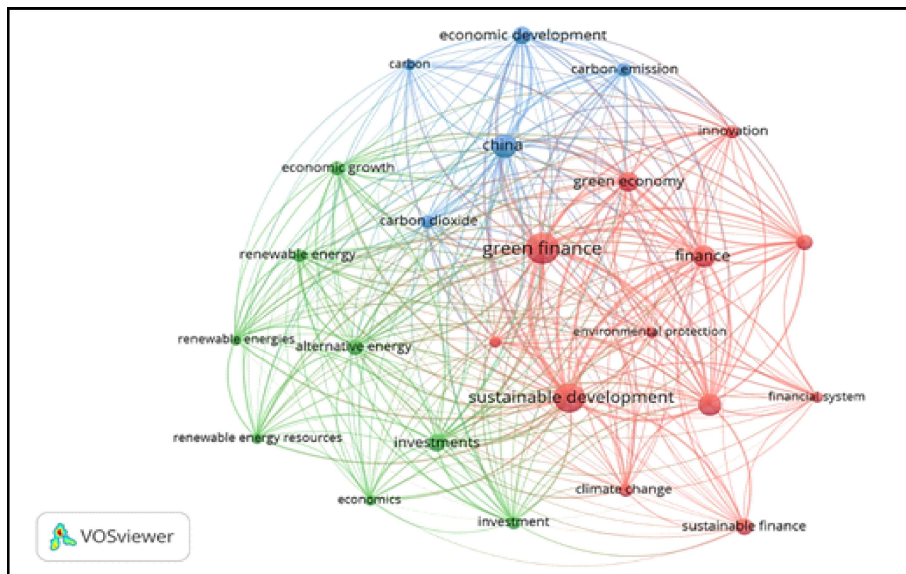 economic development
carbon
carbon emission
innovation
china
economic growth
green economy
carbon dioxide
green finance
renewable energy
finance
environmental protection
renewable energies
alternative energy
sustainable development
financial system
renewable energy resources
investments
climate change
economics
investment
sustainable finance
VOSviewer